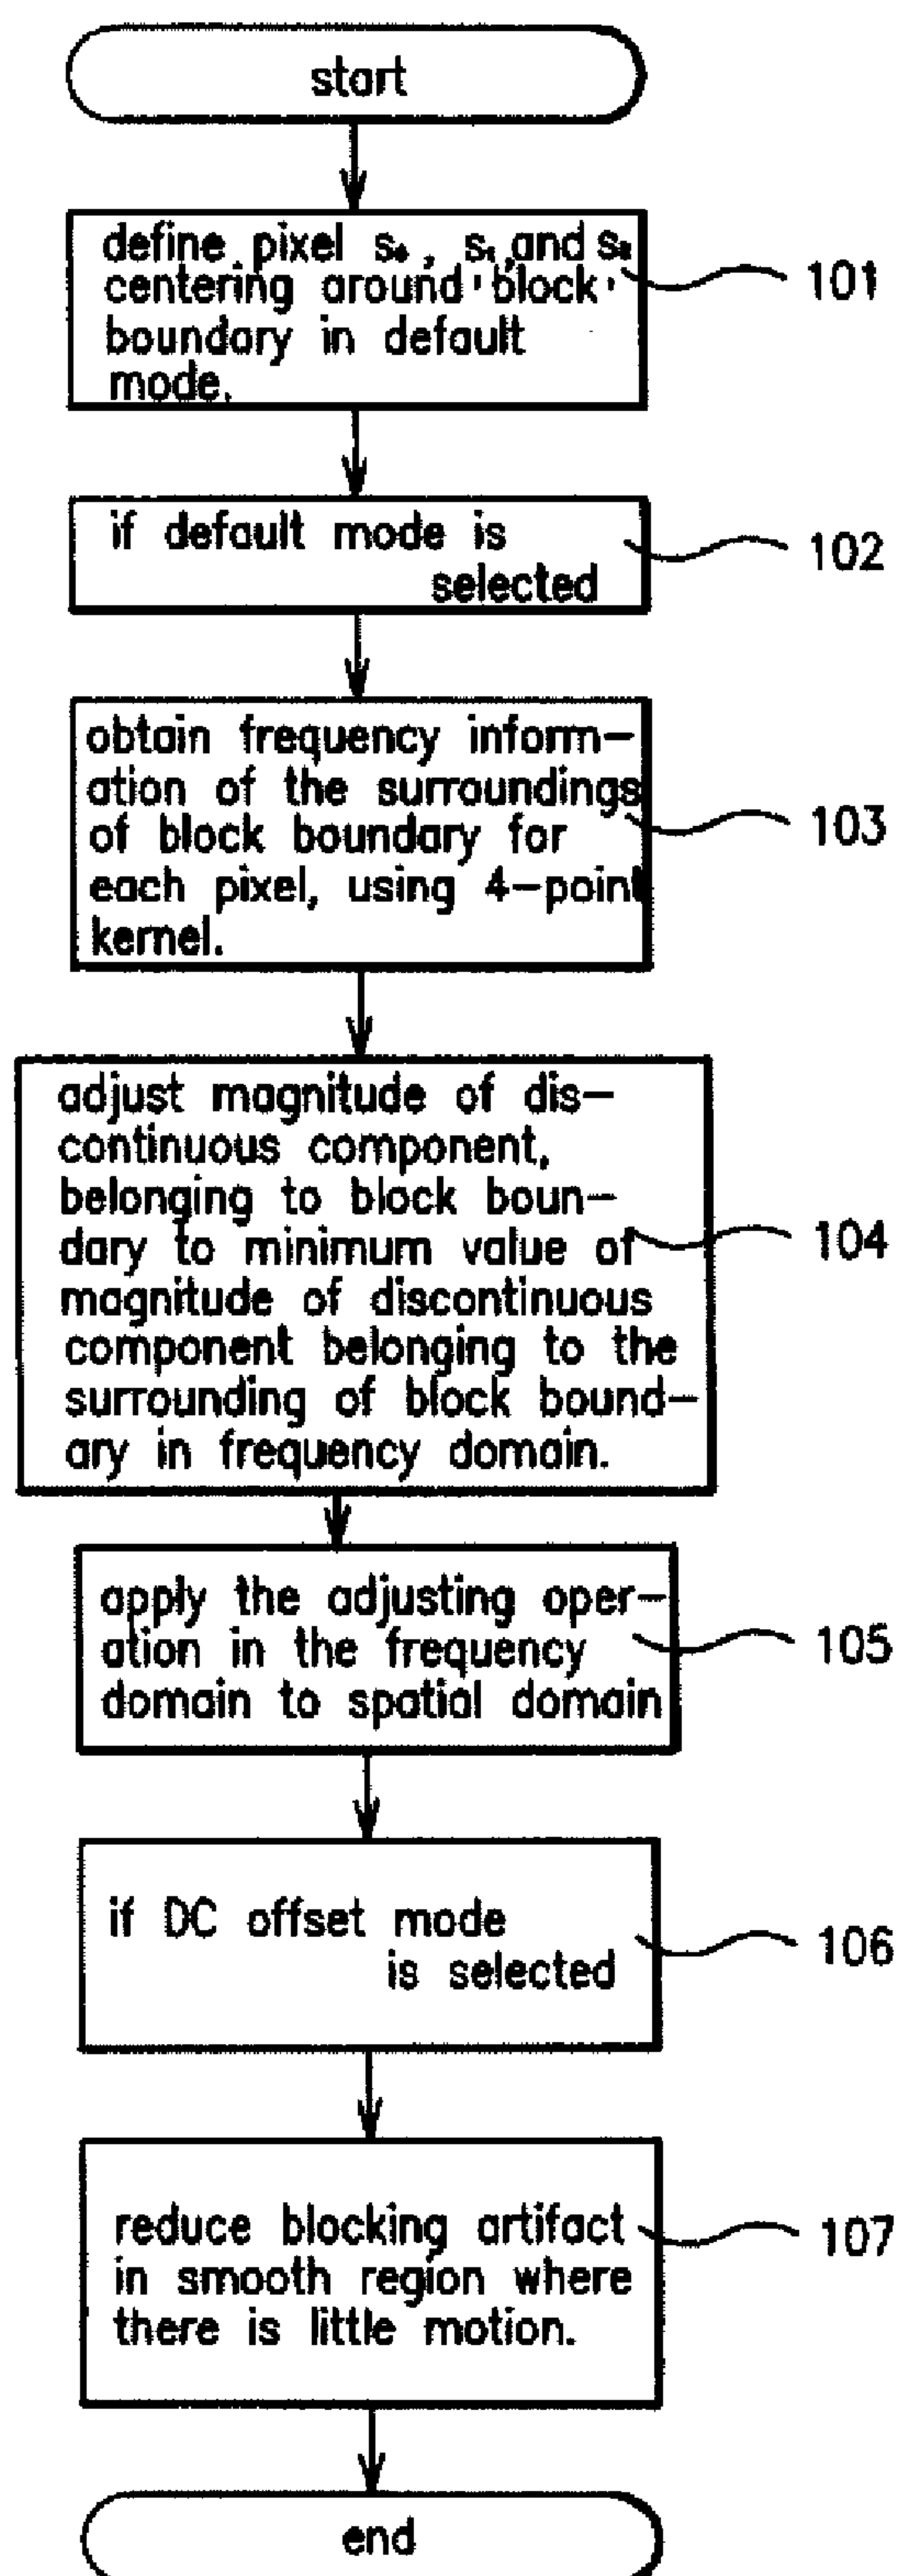 start
define pixel s₀, s₁, and s₂
centering around block
boundary in default
mode.
101
if default mode is
selected
102
obtain frequency inform-
ation of the surroundings
of block boundary for
each pixel, using 4-point
kernel.
103
adjust magnitude of dis-
continuous component,
belonging to block boun-
dary to minimum value of
magnitude of discontinuous
component belonging to the
surrounding of block bound-
ary in frequency domain.
104
apply the adjusting oper-
ation in the frequency
domain to spatial domain
105
if DC offset mode
is selected
106
reduce blocking artifact
in smooth region where
there is little motion.
107
end